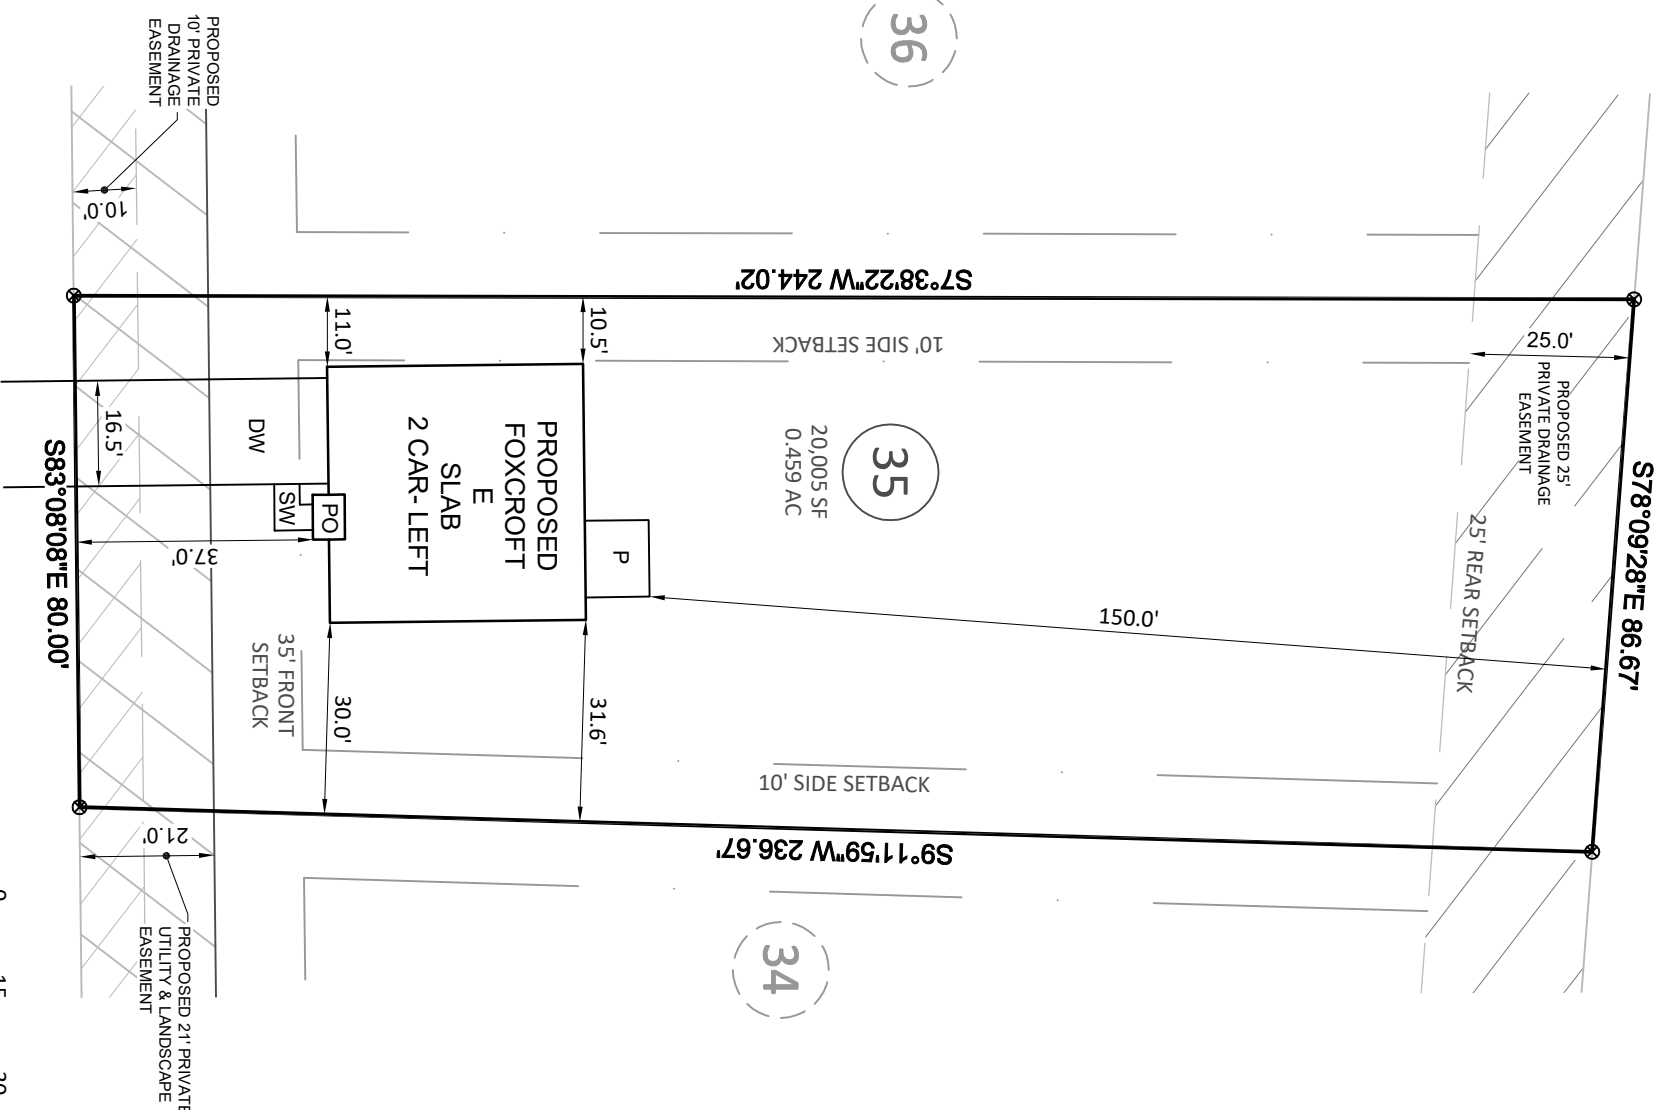 36
PROPOSED
10' PRIVATE
DRAINAGE
EASEMENT
10.0'
S7°38'22"W 244.02'
11.0'
10.5'
10' SIDE SETBACK
25.0'
PROPOSED 25'
PRIVATE DRAINAGE
EASEMENT
S78°09'28"E 86.67'
25' REAR SETBACK
35
20,005 SF
0.459 AC
PROPOSED
FOXCROFT
E
SLAB
2 CAR- LEFT
P
PO
SW
DW
16.5'
S83°08'08"E 80.00'
37.0'
150.0'
35' FRONT
SETBACK
30.0'
31.6'
10' SIDE SETBACK
S9°11'59"W 236.67'
21.0'
PROPOSED 21' PRIVATE
UTILITY & LANDSCAPE
EASEMENT
34